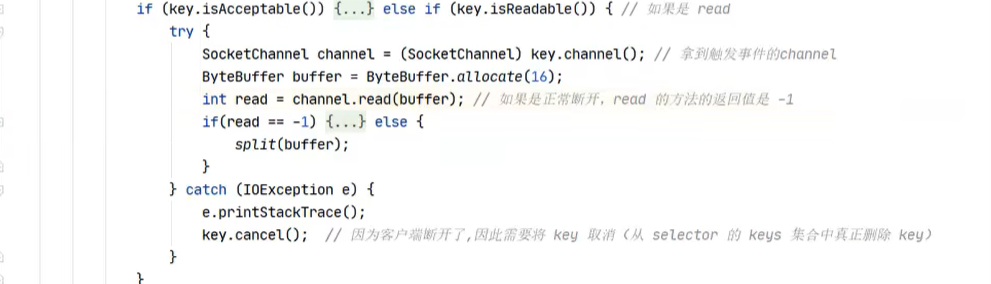 if (key.isAcceptable()) {...} else if (key.isReadable()) { // 如果是 read
try {
SocketChannel channel = (SocketChannel) key.channel(); // 拿到触发事件的channel
ByteBuffer buffer = ByteBuffer.allocate(16);
int read = channel.read(buffer); // 如果是正常断开，read 的方法的返回值是 -1
if(read == -1) {...} else {
split(buffer);
}
} catch (IOException e) {
e.printStackTrace();
key.cancel(); // 因为客户端断开了,因此需要将 key 取消（从 selector 的 keys 集合中真正删除 key）
}
}